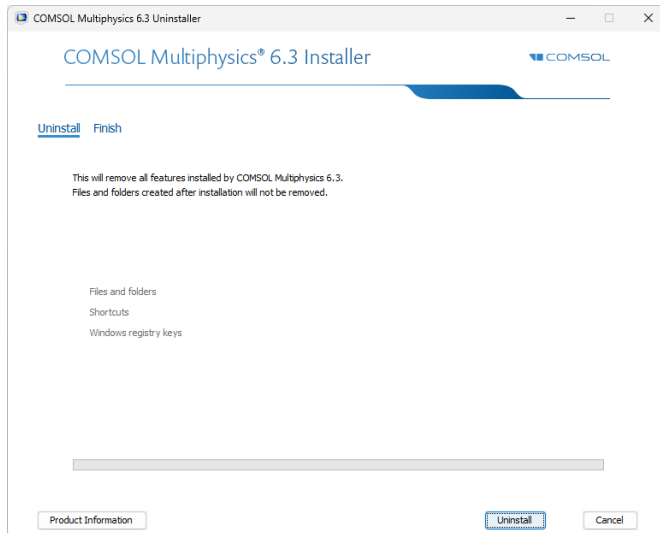 COMSOL Multiphysics 6.3 Uninstaller
COMSOL Multiphysics® 6.3 Installer
COMSOL
Uninstall Finish
This will remove all features installed by COMSOL Multiphysics 6.3.
Files and folders created after installation will not be removed.
Files and folders
Shortcuts
Windows registry keys
Product Information
Uninstall
Cancel